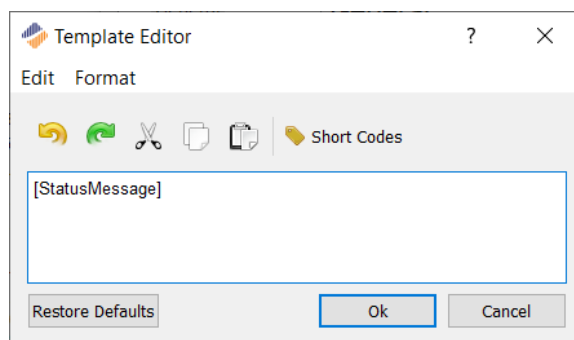 Template Editor ? X
Edit Format
Short Codes
[StatusMessage]
Restore Defaults Ok Cancel